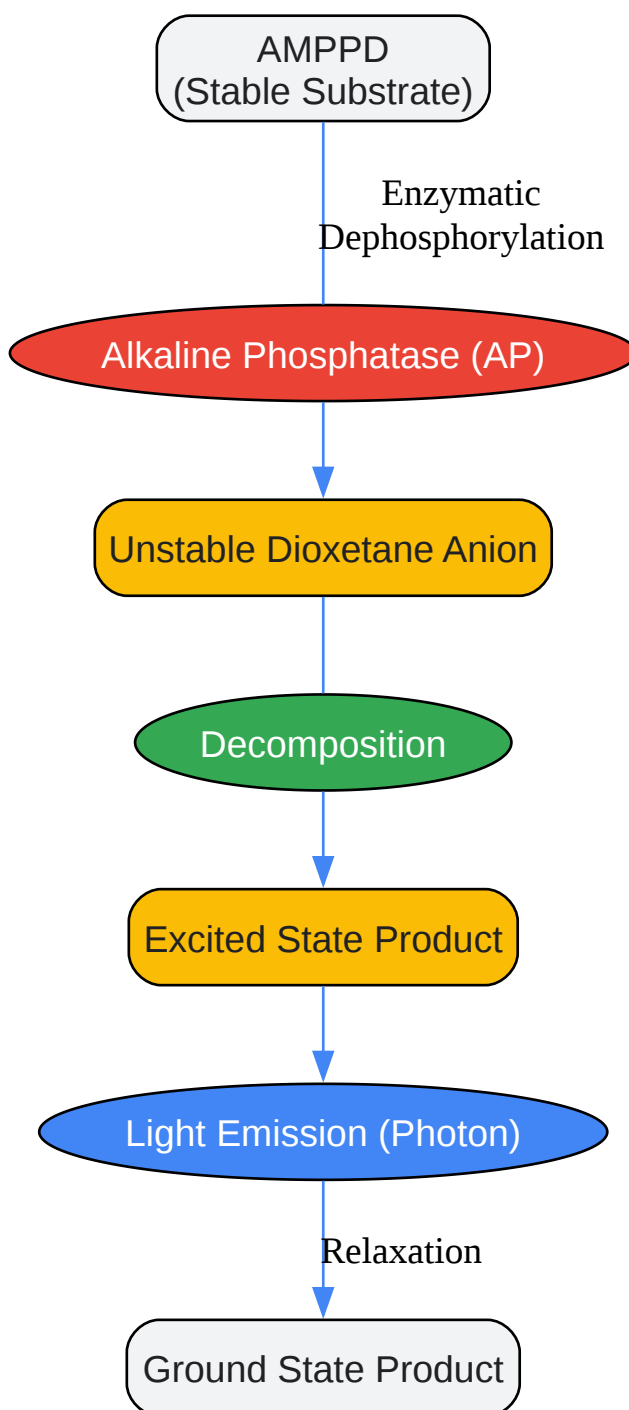 AMPPD
(Stable Substrate)
Enzymatic
Dephosphorylation
Alkaline Phosphatase (AP)
Unstable Dioxetane Anion
Decomposition
Excited State Product
Light Emission (Photon)
Relaxation
Ground State Product